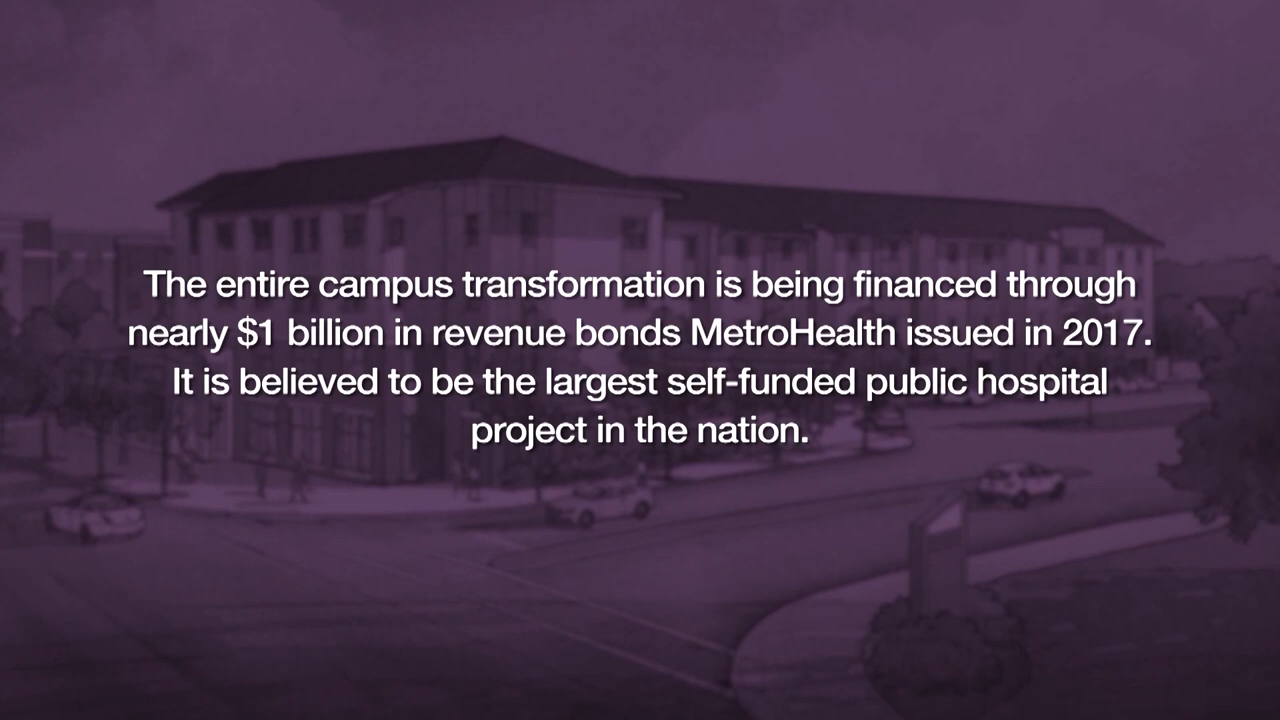 The entire campus transformation is being financed through
nearly $1 billion in revenue bonds MetroHealth issued in 2017.
It is believed to be the largest self-funded public hospital
project in the nation.